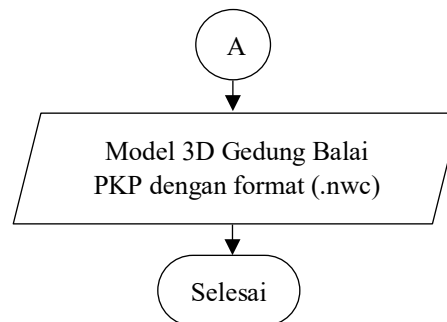 A
Model 3D Gedung Balai
PKP dengan format (.nwc)
Selesai